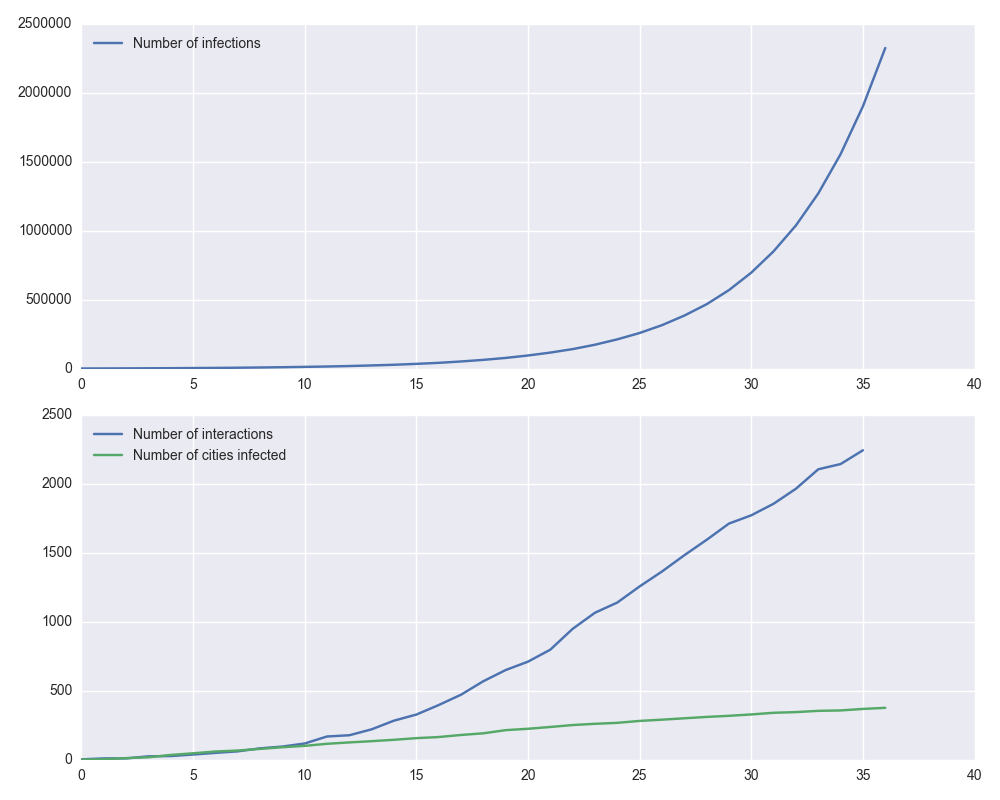 2500000
Number of infections
2000000
1500000
1000000
500000
0
0 5 10 15 20 25 30 35 40
2500
Number of interactions
Number of cities infected
2000
1500
1000
500
0
0 5 10 15 20 25 30 35 40